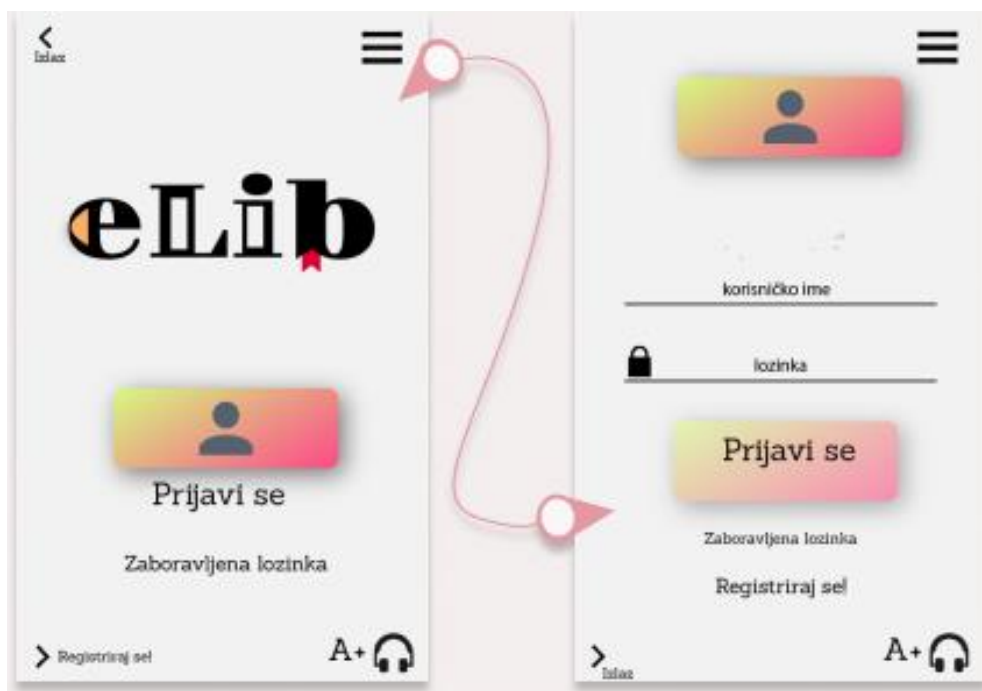 Izlaz
eLib
Prijavi se
Zaboravljena lozinka
Registriraj se!
A+
korisničko ime
lozinka
Prijavi se
Zaboravljena lozinka
Registriraj se!
Izlaz
A+